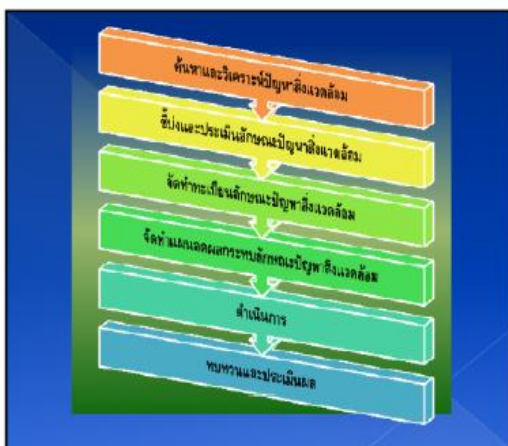 ค้นหาและวิเคราะห์ปัญหาสิ่งแวดล้อม
ชี้บ่งและประเมินลักษณะปัญหาสิ่งแวดล้อม
จัดทำทะเบียนลักษณะปัญหาสิ่งแวดล้อม
จัดทำแผนลดผลกระทบลักษณะปัญหาสิ่งแวดล้อม
ดำเนินการ
ทบทวนและประเมินผล